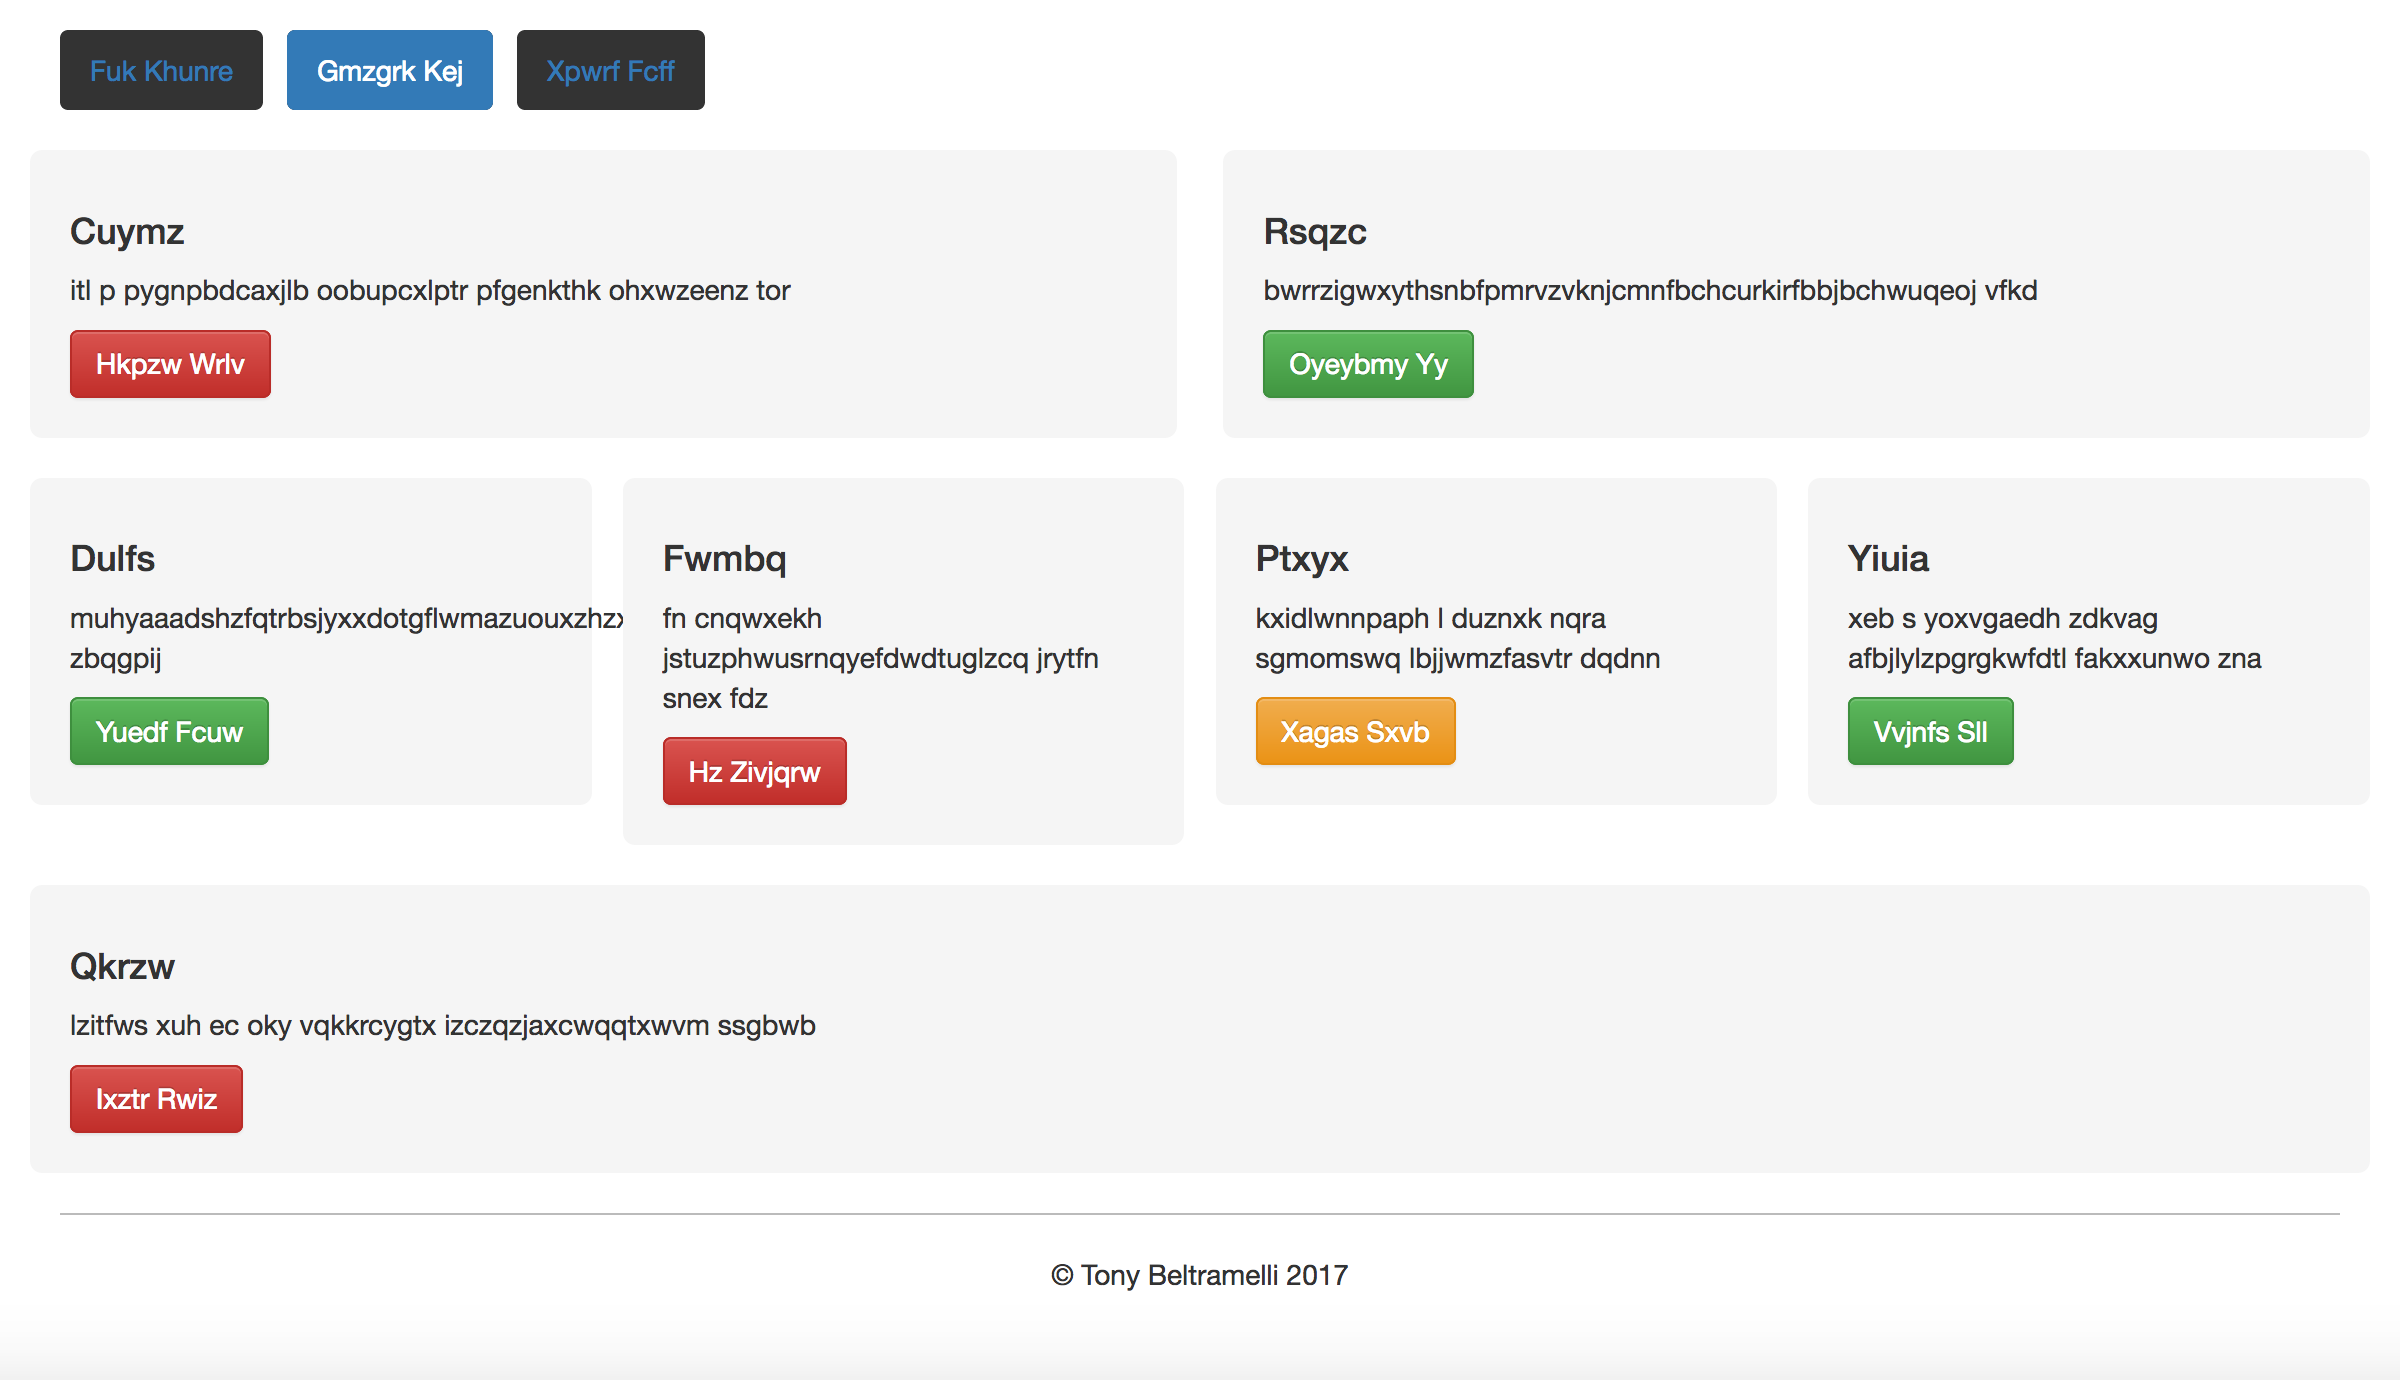 Fuk Khunre
Gmzgrk Kej
Xpwrf Fcff
Cuymz
itl p pygnpbdcaxjlb oobupcxlptr pfgenkthk ohxwzeenz tor
Hkpzw Wrlv
Rsqzc
bwrrzigwxythsnbfpmrvzvknjcmnfbchcurkirfbbjbchwuqeoj vfkd
Oyeybmy Yy
Dulfs
muhyaaadshzfqtrbsjyxxdotgflwmazuouxzhzx
zbqgpij
Yuedf Fcuw
Fwmbq
fn cnqwxekh
jstuzphwusrnqyefdwdtuglzcq jrytfn
snex fdz
Hz Zivjqrw
Ptxyx
kxidlwnnpaph l duznxk nqra
sgmomswq lbjjwmzfasvtr dqdnn
Xagas Sxvb
Yiuia
xeb s yoxvgaedh zdkvag
afbjlylzpgrgkwfdtl fakxxunwo zna
Vvjnfs Sll
Qkrzw
lzitfws xuh ec oky vqkkrcygtx izczqzjaxcwqqtxwvm ssgbwb
Ixztr Rwiz
© Tony Beltramelli 2017